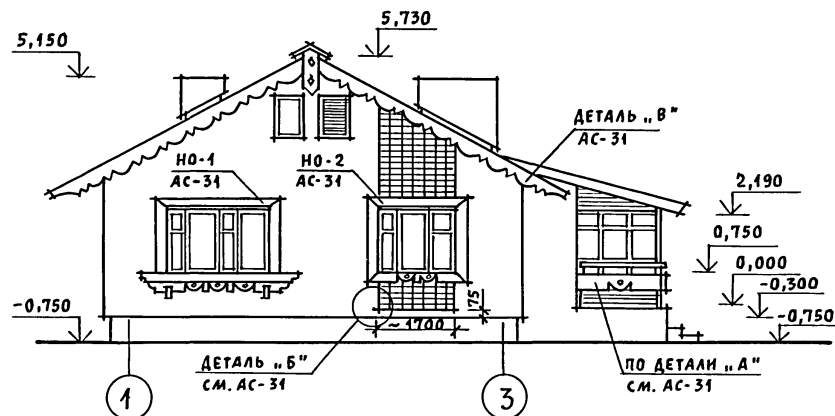 5,150
5,730
ДЕТАЛЬ „В"
АС-31
НО-1
АС-31
НО-2
АС-31
2,190
0,750
0,000
-0,300
-0,750
-0,750
175
~1700
ДЕТАЛЬ „Б"
СМ. АС-31
ПО ДЕТАЛИ „А"
СМ. АС-31
1
3